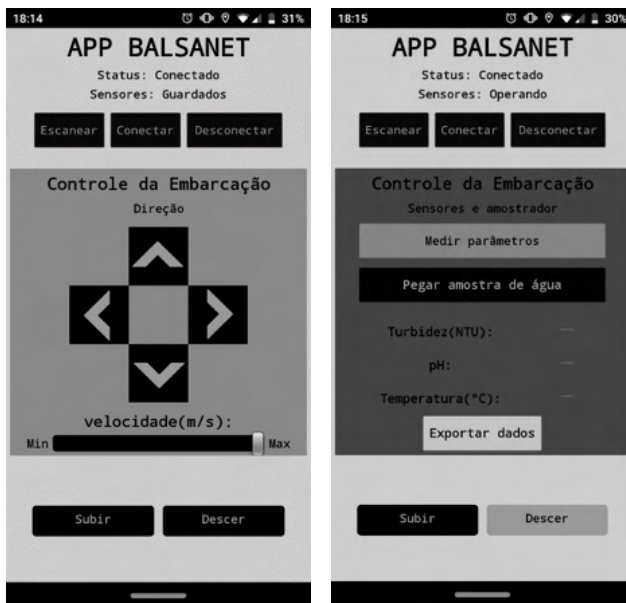 18:14 31%
APP BALSANET
Status: Conectado
Sensores: Guardados
Escanear Conectar Desconectar
Controle da Embarcação
Direção
velocidade(m/s):
Min Max
Subir Descer
18:15 30%
APP BALSANET
Status: Conectado
Sensores: Operando
Escanear Conectar Desconectar
Controle da Embarcação
Sensores e amostrador
Medir parâmetros
Pegar amostra de água
Turbidez(NTU): —
pH: —
Temperatura(°C): —
Exportar dados
Subir Descer